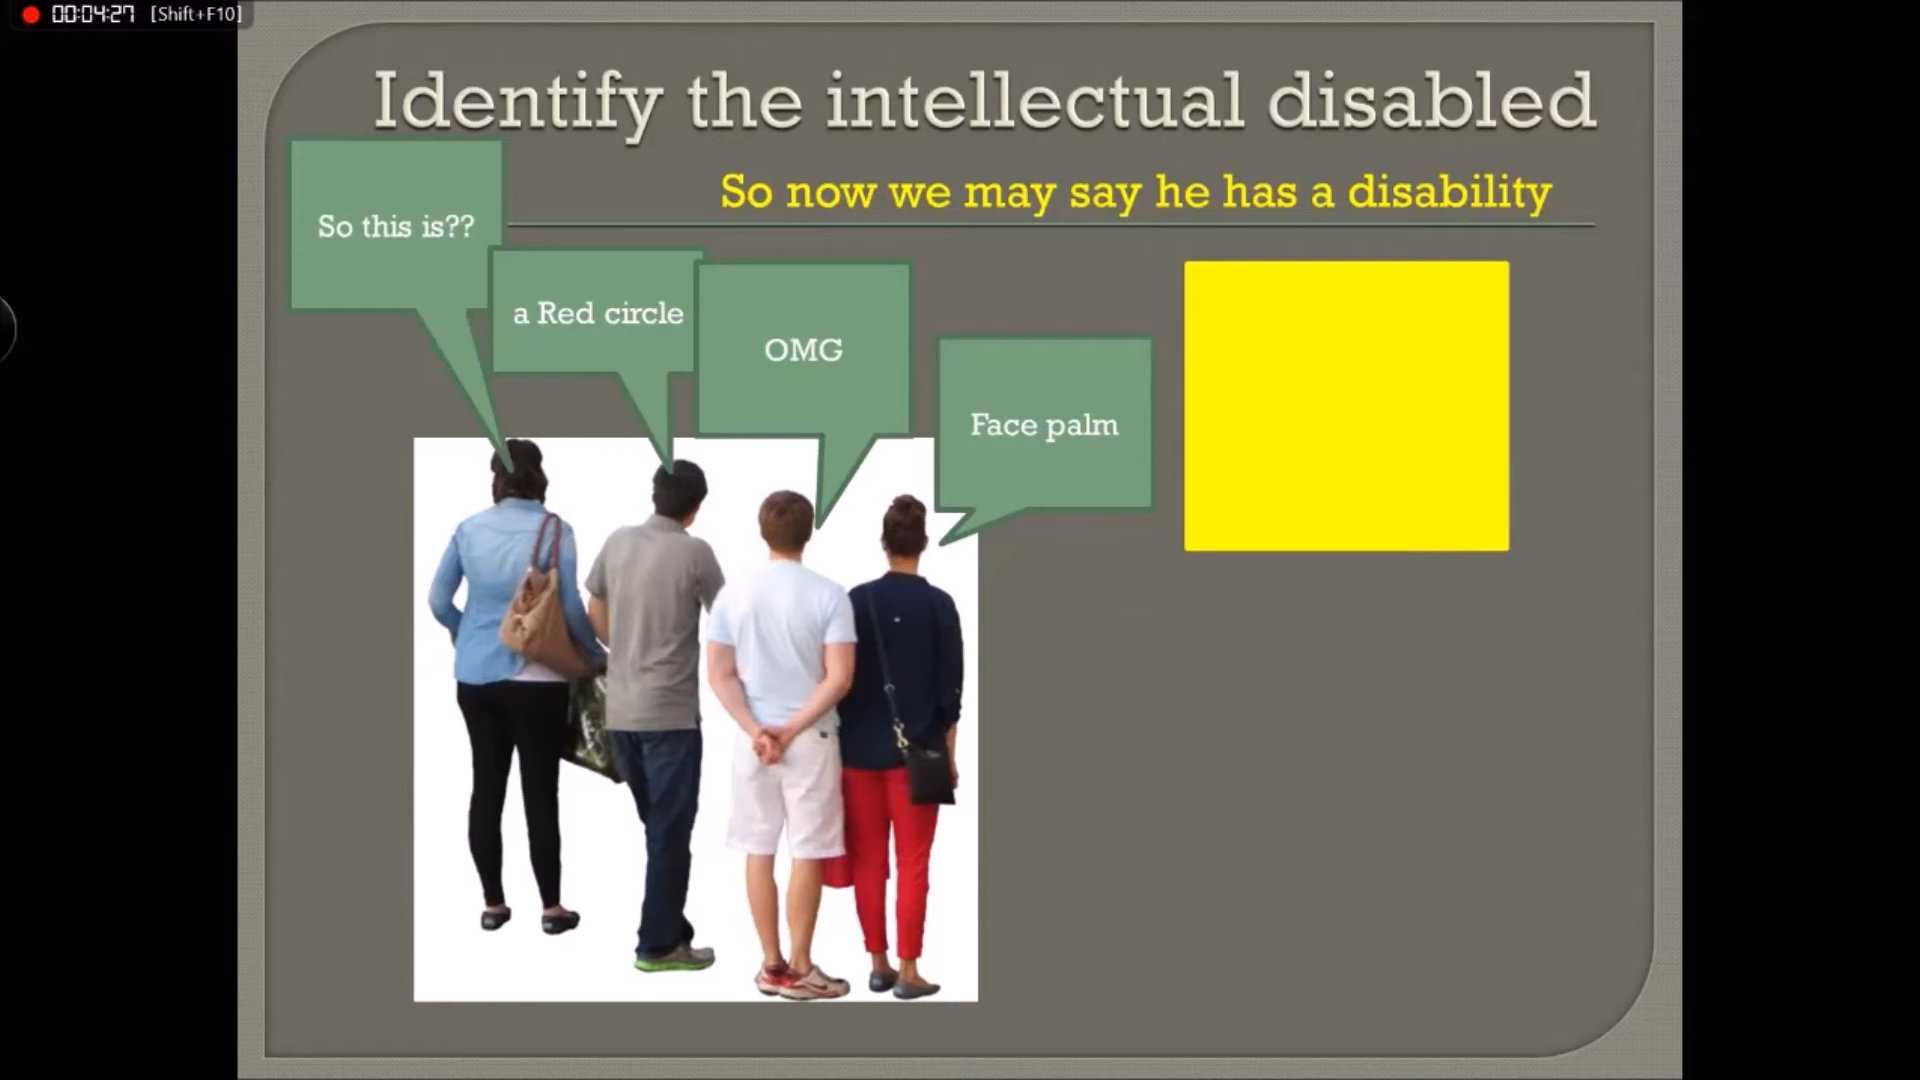 00:04:27 [Shift+F10]
Identify the intellectual disabled
So now we may say he has a disability
So this is??
a Red circle
OMG
Face palm